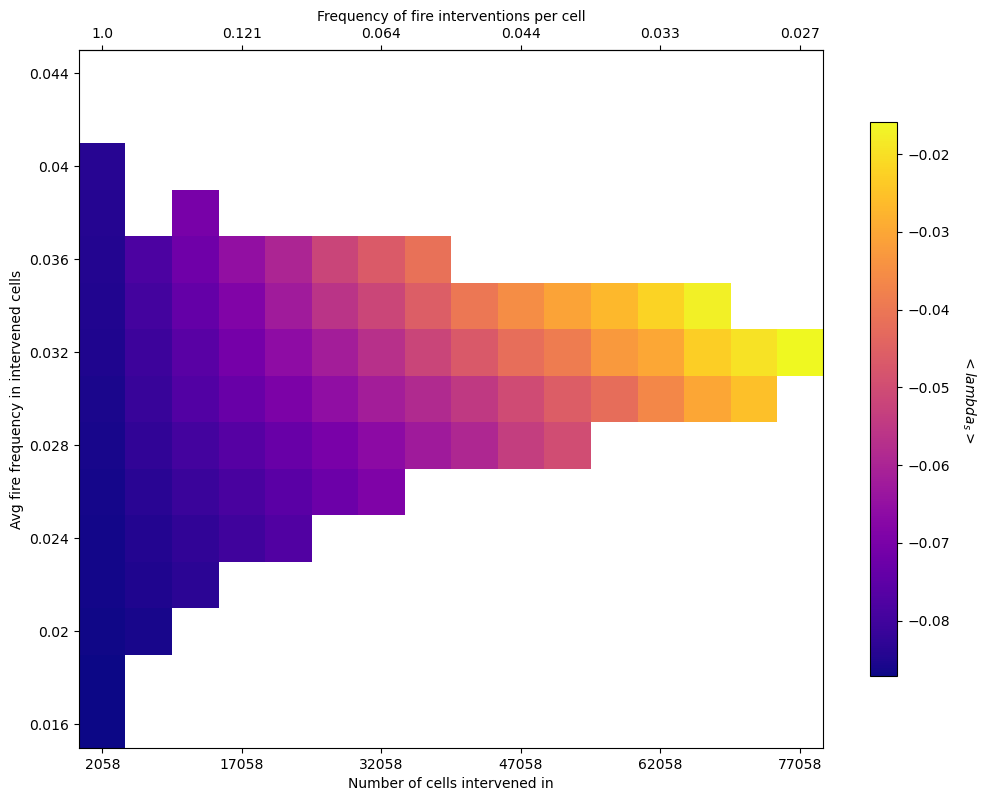 Frequency of fire interventions per cell
1.0 0.121 0.064 0.044 0.033 0.027
Avg fire frequency in intervened cells
0.044
0.04
0.036
0.032
0.028
0.024
0.02
0.016
2058 17058 32058 47058 62058 77058
Number of cells intervened in
−0.02
−0.03
−0.04
−0.05
−0.06
−0.07
−0.08
< lambda_s >